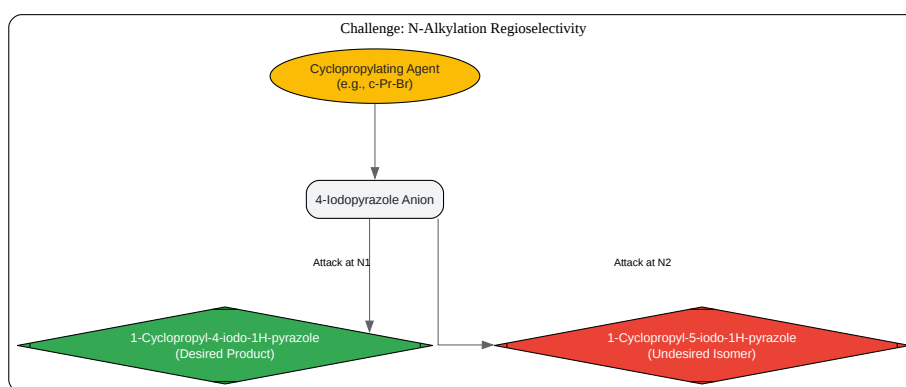 Challenge: N-Alkylation Regioselectivity
Cyclopropylating Agent
(e.g., c-Pr-Br)
4-Iodopyrazole Anion
Attack at N1
Attack at N2
1-Cyclopropyl-4-iodo-1H-pyrazole
(Desired Product)
1-Cyclopropyl-5-iodo-1H-pyrazole
(Undesired Isomer)